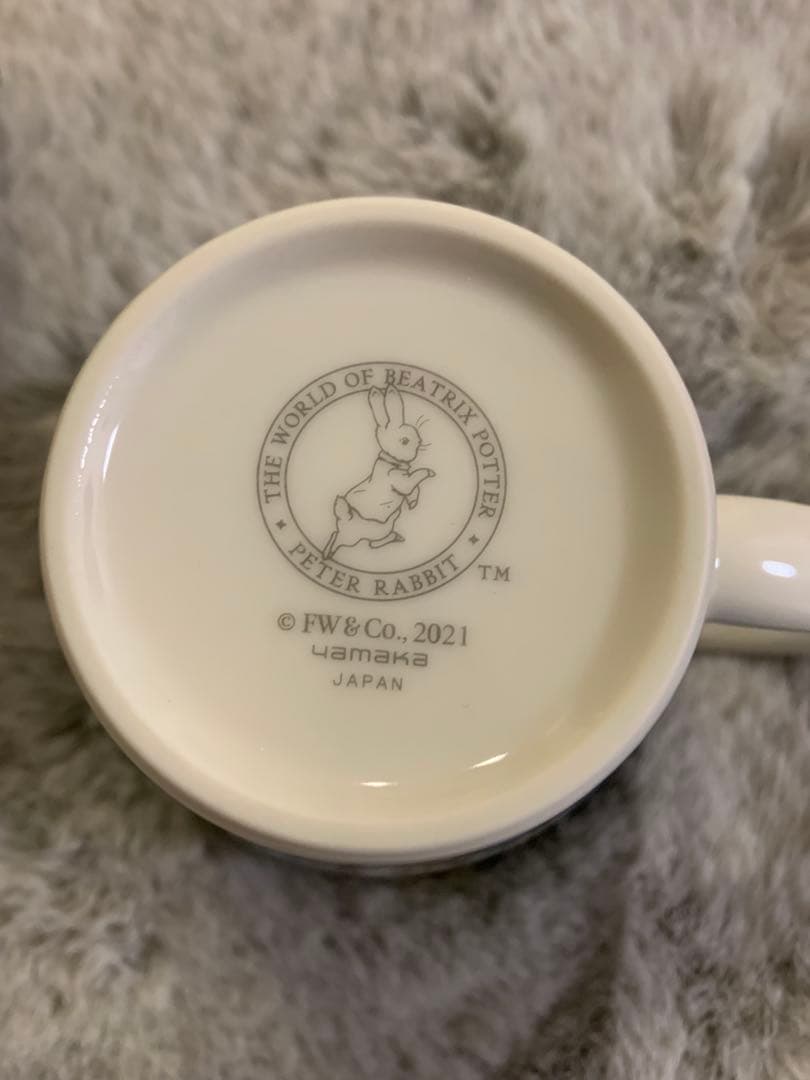 THE WORLD OF BEATRIX POTTER
PETER RABBIT
TM
© FW & Co., 2021
yamaka
JAPAN